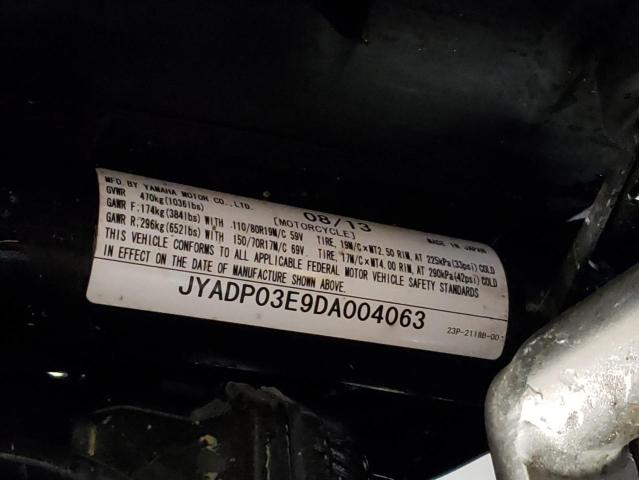 MFD BY YAMAHA MOTOR CO.,LTD. 08/13 MADE IN JAPAN
GVWR 470kg(1036lbs) [MOTORCYCLE]
GAWR F:174kg(384lbs) WITH .110/80R19M/C 59V TIRE, 19M/C×MT2.50 RIM, AT 225kPa(33psi) COLD
GAWR R:296kg(652lbs) WITH 150/70R17M/C 69V TIRE, 17M/C×MT4.00 RIM, AT 290kPa(42psi) COLD
THIS VEHICLE CONFORMS TO ALL APPLICABLE FEDERAL MOTOR VEHICLE SAFETY STANDARDS
IN EFFECT ON THE DATE OF MANUFACTURE SHOWN ABOVE.
JYADP03E9DA004063
23P-2118B-00